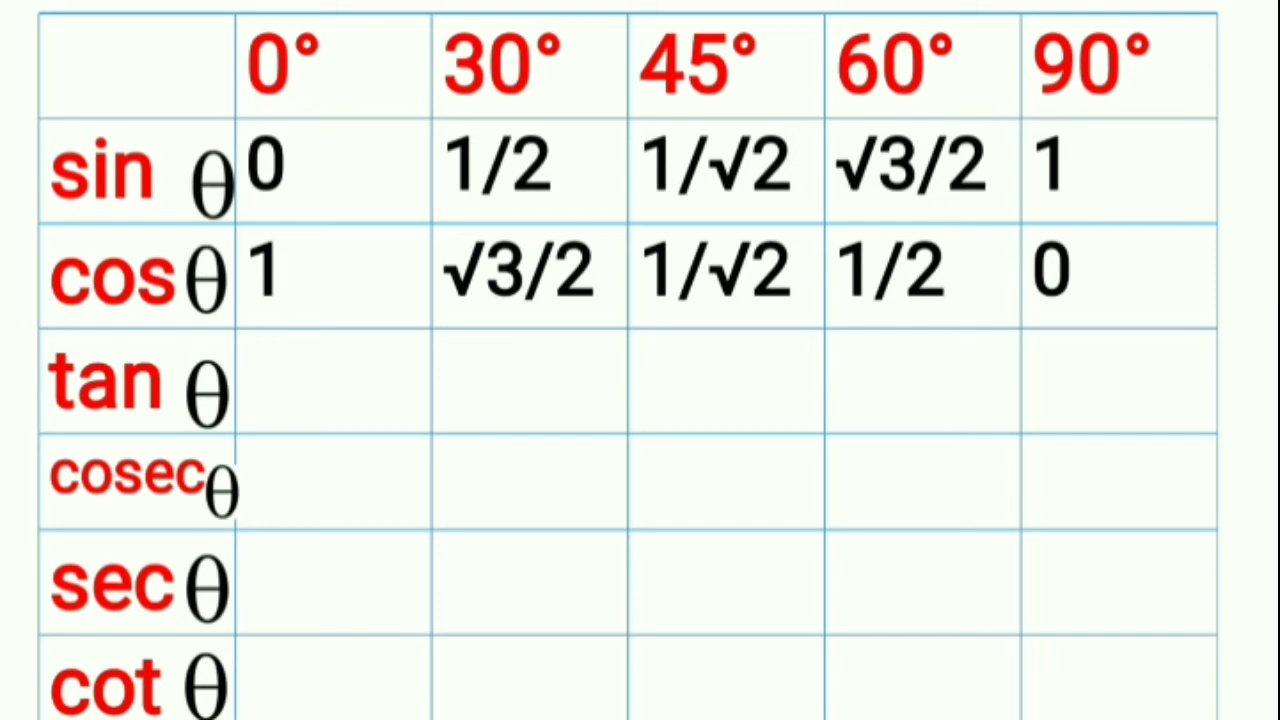 0° 30° 45° 60° 90°
sin θ 0 1/2 1/√2 √3/2 1
cos θ 1 √3/2 1/√2 1/2 0
tan θ
cosec θ
sec θ
cot θ